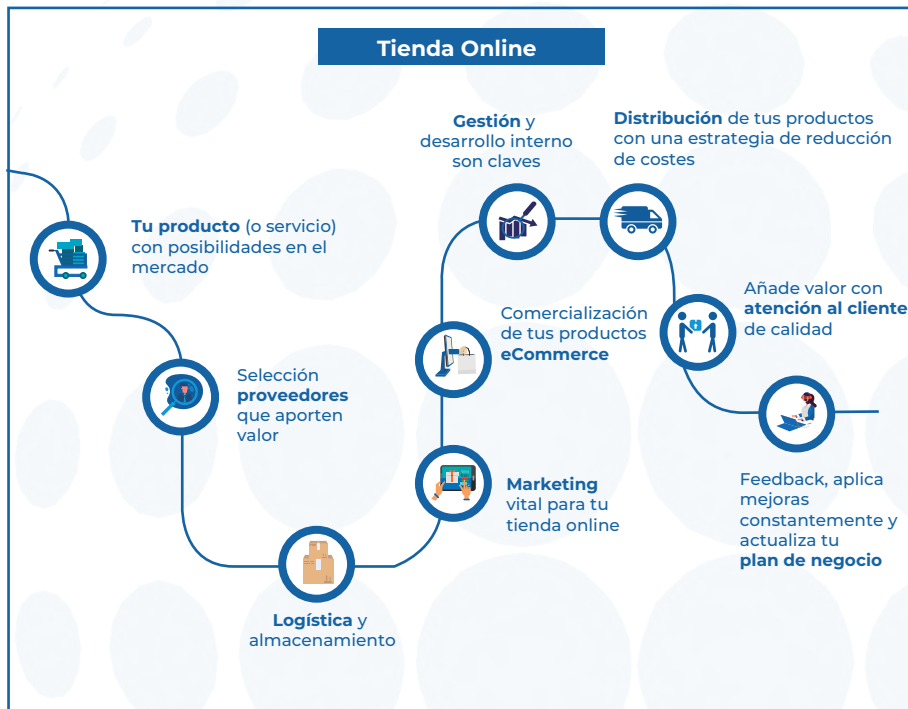 Tienda Online
Tu producto (o servicio)
con posibilidades en el
mercado
Selección
proveedores
que aporten
valor
Logística y
almacenamiento
Marketing
vital para tu
tienda online
Comercialización
de tus productos
eCommerce
Gestión y
desarrollo interno
son claves
Distribución de tus productos
con una estrategia de reducción
de costes
Añade valor con
atención al cliente
de calidad
Feedback, aplica
mejoras
constantemente y
actualiza tu
plan de negocio